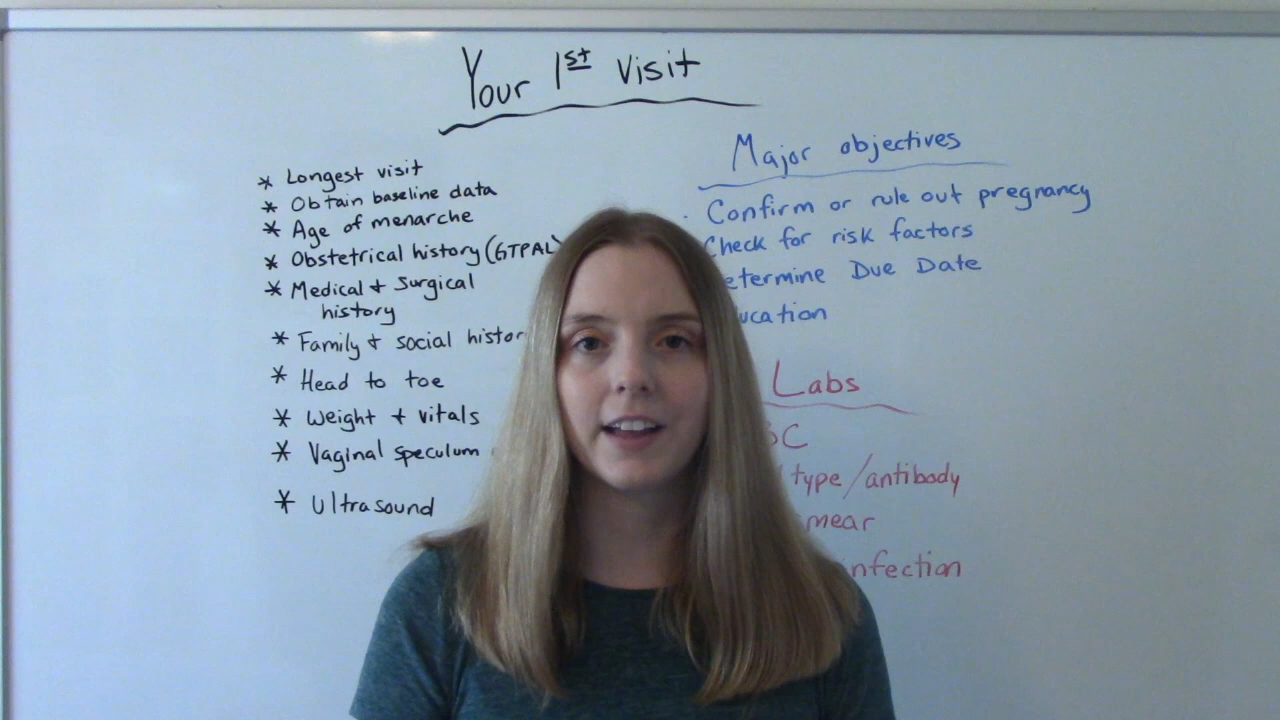 Your 1st visit
* Longest visit
* Obtain baseline data
* Age of menarche
* Obstetrical history (GTPAL)
* Medical + surgical
history
* Family + social histor
* Head to toe
* Weight + vitals
* Vaginal speculum
* Ultrasound
Major objectives
· Confirm or rule out pregnancy
Check for risk factors
etermine Due Date
ucation
Labs
C
type/antibody
mear
infection